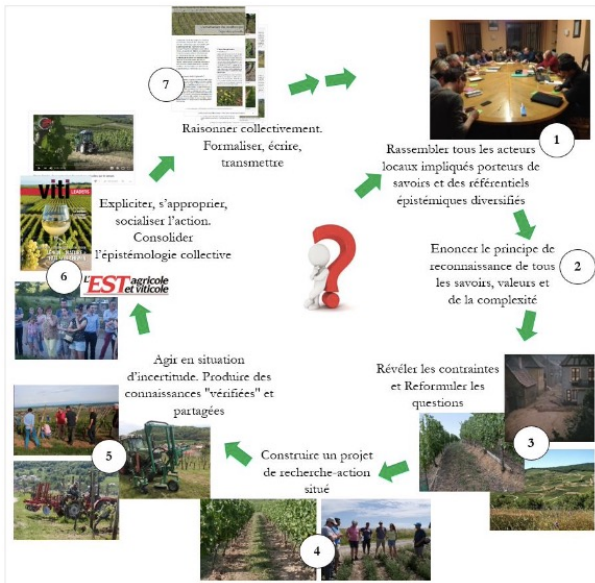 1
Rassembler tous les acteurs
locaux impliqués porteurs de
savoirs et des référentiels
épistémiques diversifiés
2
Enoncer le principe de
reconnaissance de tous
les savoirs, valeurs et
de la complexité
Révéler les contraintes
et Reformuler les
questions
3
Construire un projet
de recherche-action
situé
4
Agir en situation
d'incertitude. Produire des
connaissances "vérifiées" et
partagées
5
Expliciter, s'approprier,
socialiser l'action.
Consolider
l'épistémologie collective
viti
6
L'EST agricole
et viticole
7
Raisonner collectivement.
Formaliser, écrire,
transmettre
?